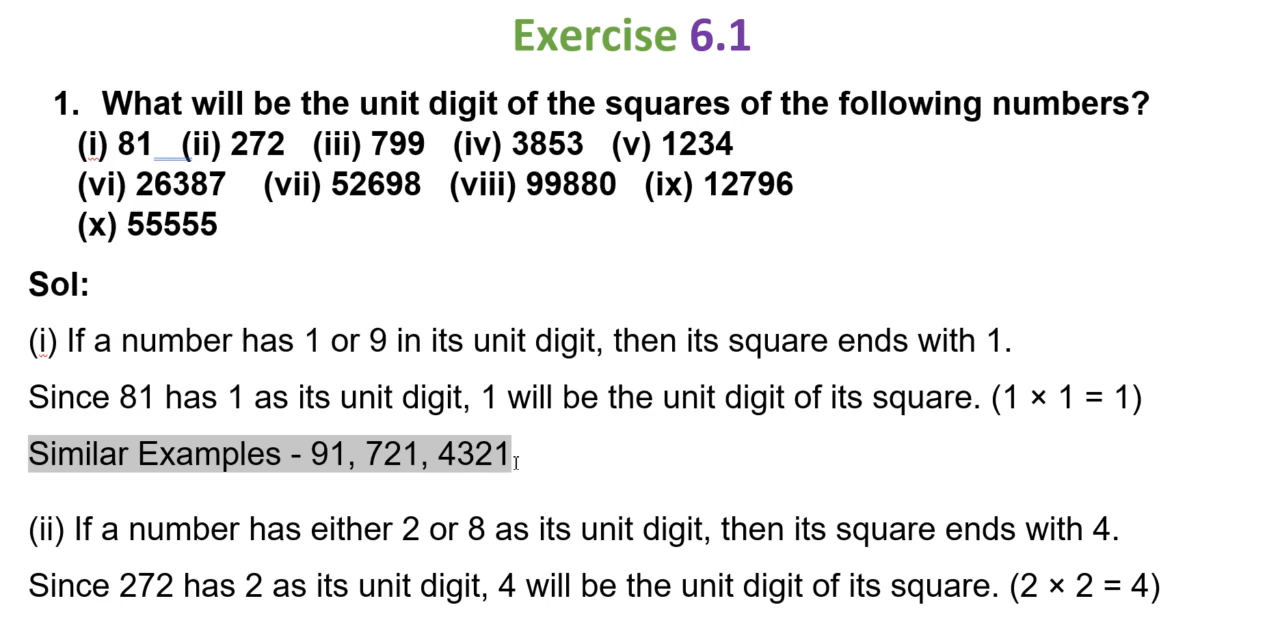 Exercise 6.1
1. What will be the unit digit of the squares of the following numbers?
(i) 81 (ii) 272 (iii) 799 (iv) 3853 (v) 1234
(vi) 26387 (vii) 52698 (viii) 99880 (ix) 12796
(x) 55555
Sol:
(i) If a number has 1 or 9 in its unit digit, then its square ends with 1.
Since 81 has 1 as its unit digit, 1 will be the unit digit of its square. (1 × 1 = 1)
Similar Examples - 91, 721, 4321
(ii) If a number has either 2 or 8 as its unit digit, then its square ends with 4.
Since 272 has 2 as its unit digit, 4 will be the unit digit of its square. (2 × 2 = 4)